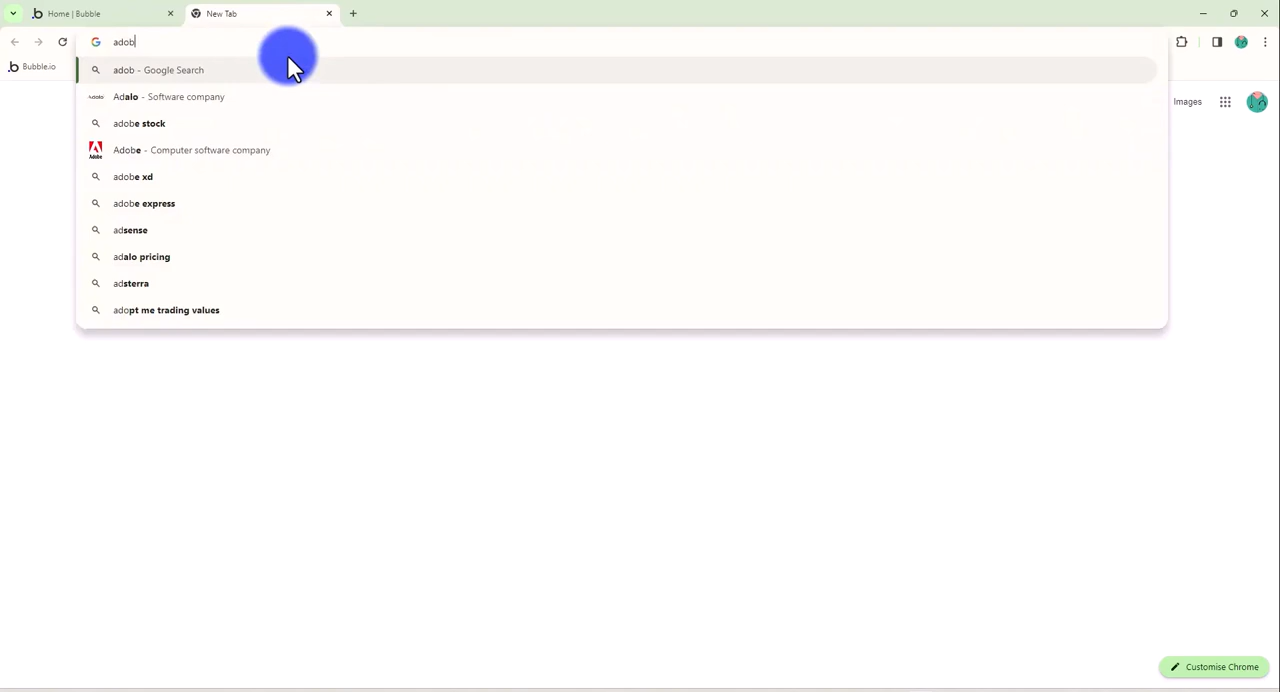 Home | Bubble
New Tab
adob
Bubble.io
adob - Google Search
Adalo - Software company
adobe stock
Adobe - Computer software company
adobe xd
adobe express
adsense
adalo pricing
adsterra
adopt me trading values
Images
Customise Chrome